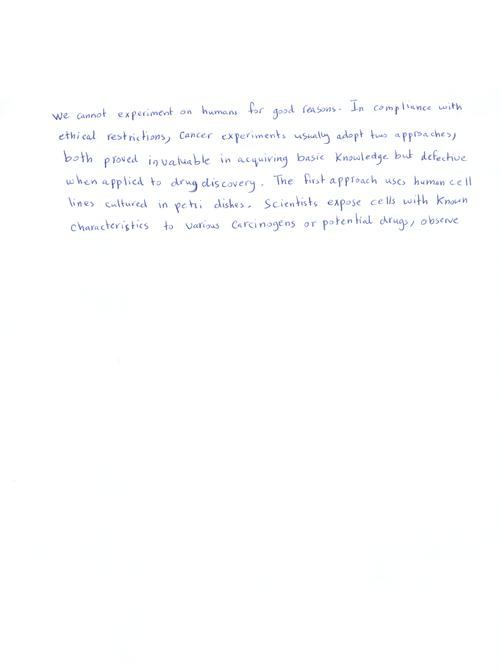 We cannot experiment on humans for good reasons. In compliance with
ethical restrictions, Cancer experiments usually adopt two approaches,
both proved invaluable in acquiring basic Knowledge but defective
when applied to drug discovery. The first approach uses human cell
lines cultured in petri dishes. Scientists expose cells with Known
characteristics to various Carcinogens or potential drugs, observe